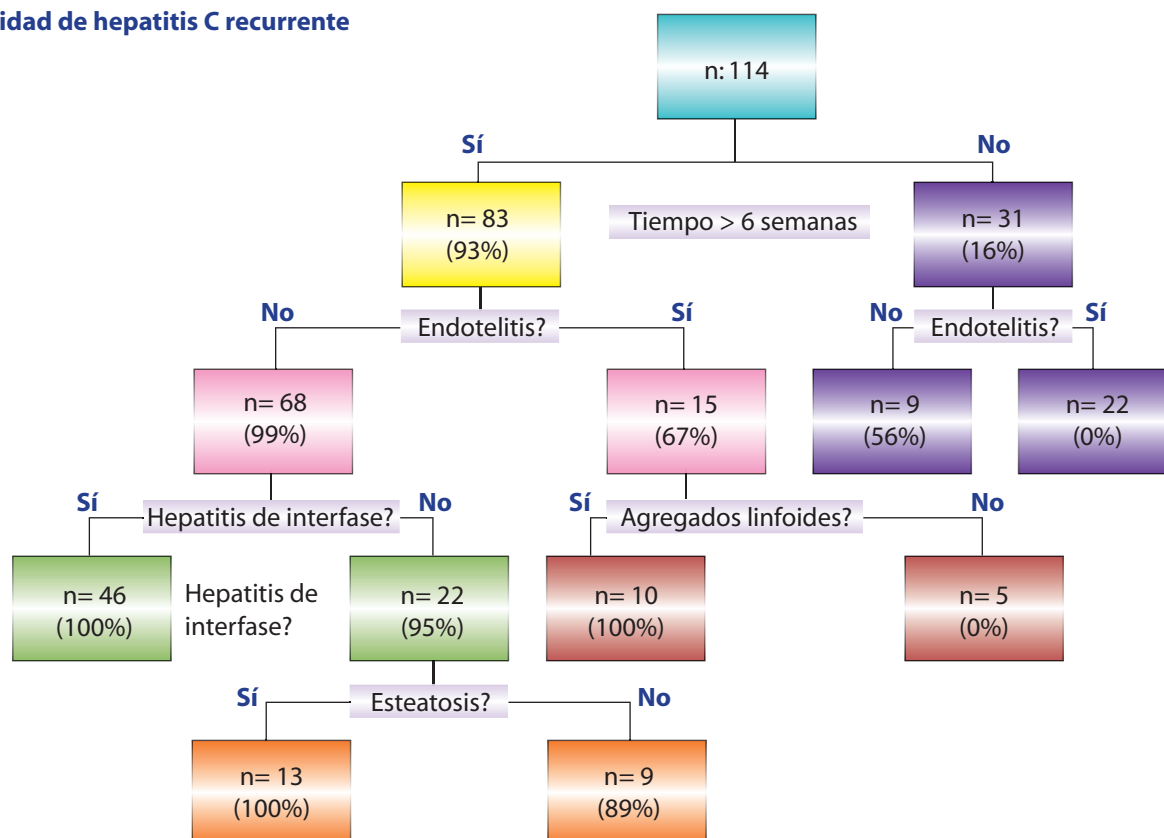 idad de hepatitis C recurrente
n: 114
Sí
No
n= 83
(93%)
Tiempo > 6 semanas
n= 31
(16%)
No
Endotelitis?
Sí
No
Endotelitis?
Sí
n= 68
(99%)
n= 15
(67%)
n= 9
(56%)
n= 22
(0%)
Sí
Hepatitis de interfase?
No
Sí
Agregados linfoides?
No
n= 46
(100%)
Hepatitis de
interfase?
n= 22
(95%)
n= 10
(100%)
n= 5
(0%)
Sí
Esteatosis?
No
n= 13
(100%)
n= 9
(89%)